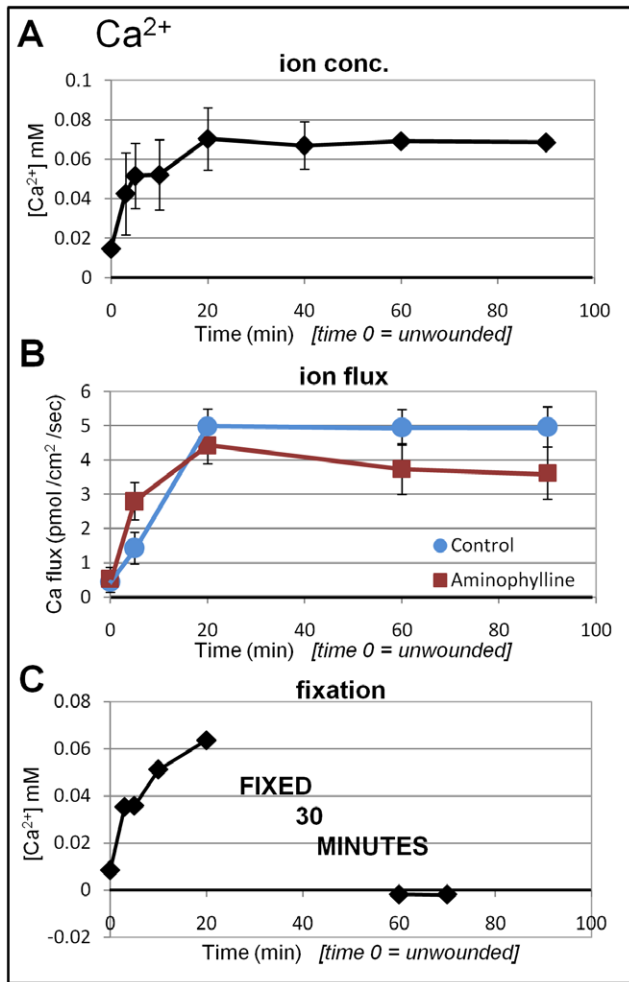 A Ca²⁺
ion conc.
[Ca²⁺] mM
0.1
0.08
0.06
0.04
0.02
0
0 20 40 60 80 100
Time (min) [time 0 = unwounded]
B
ion flux
Ca flux (pmol /cm² /sec)
6
5
4
3
2
1
0
Control
Aminophylline
0 20 40 60 80 100
Time (min) [time 0 = unwounded]
C
fixation
[Ca²⁺] mM
0.08
0.06
0.04
0.02
0
-0.02
FIXED
30
MINUTES
0 20 40 60 80 100
Time (min) [time 0 = unwounded]